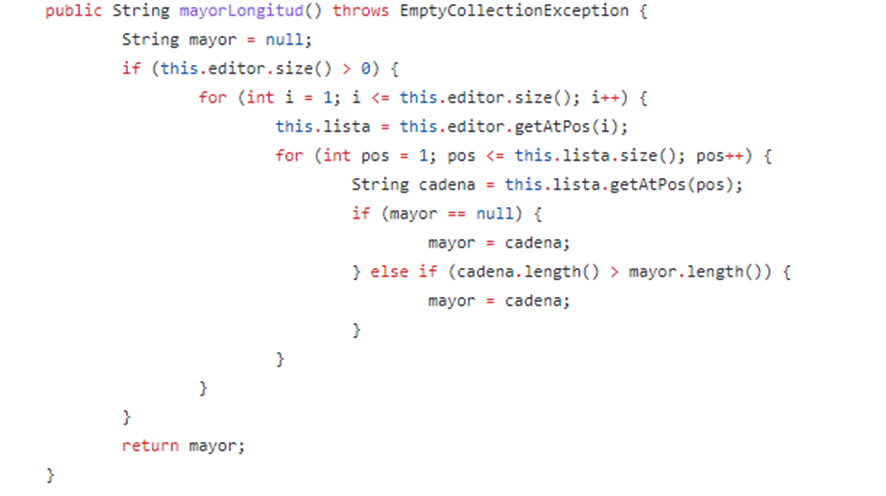 public String mayorLongitud() throws EmptyCollectionException {
String mayor = null;
if (this.editor.size() > 0) {
for (int i = 1; i <= this.editor.size(); i++) {
this.lista = this.editor.getAtPos(i);
for (int pos = 1; pos <= this.lista.size(); pos++) {
String cadena = this.lista.getAtPos(pos);
if (mayor == null) {
mayor = cadena;
} else if (cadena.length() > mayor.length()) {
mayor = cadena;
}
}
}
}
return mayor;
}